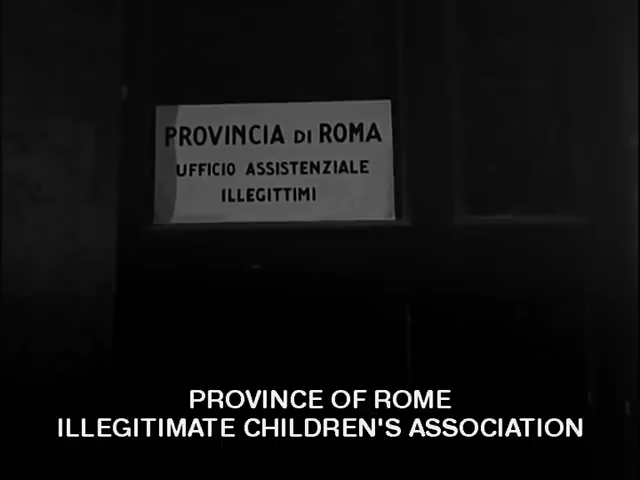 PROVINCIA DI ROMA
UFFICIO ASSISTENZIALE
ILLEGITTIMI
PROVINCE OF ROME
ILLEGITIMATE CHILDREN'S ASSOCIATION